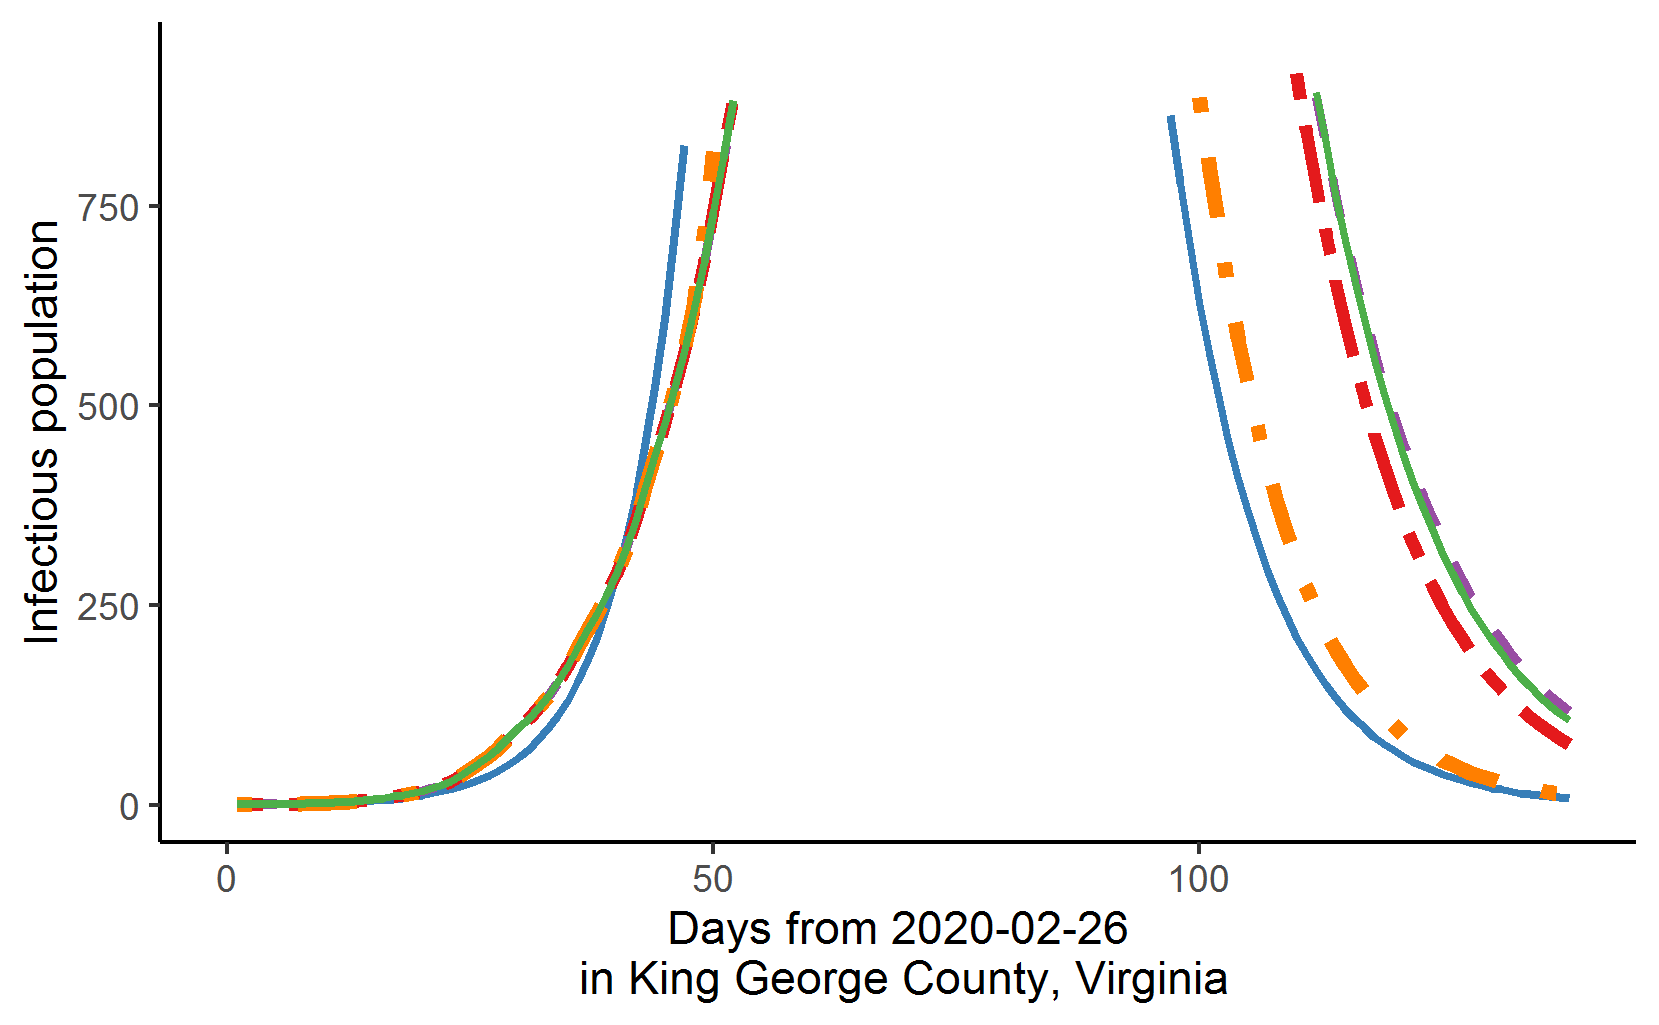 Infectious population
750
500
250
0
0 50 100
Days from 2020-02-26
in King George County, Virginia